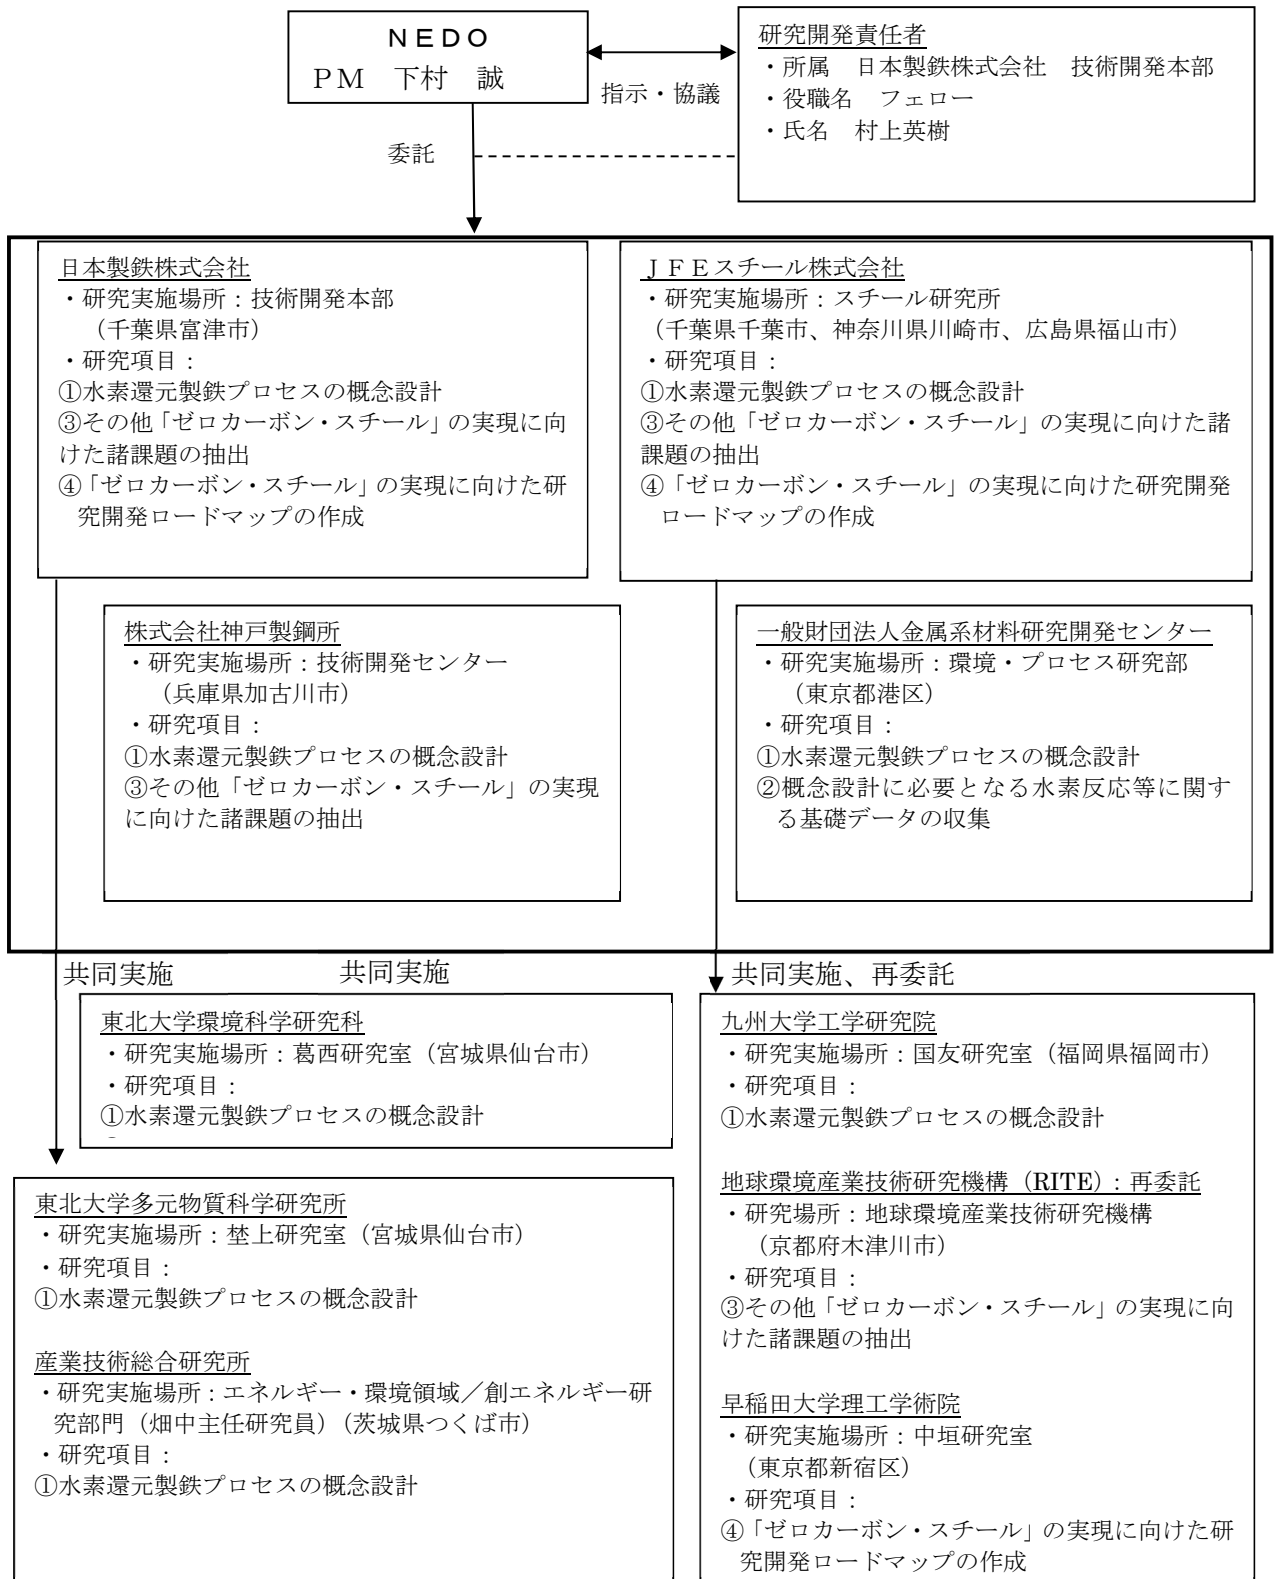 ＮＥＤＯ
ＰＭ　下村　誠
指示・協議
研究開発責任者
・所属　日本製鉄株式会社　技術開発本部
・役職名　フェロー
・氏名　村上英樹
委託
日本製鉄株式会社
・研究実施場所：技術開発本部
（千葉県富津市）
・研究項目：
①水素還元製鉄プロセスの概念設計
③その他「ゼロカーボン・スチール」の実現に向
けた諸課題の抽出
④「ゼロカーボン・スチール」の実現に向けた研
究開発ロードマップの作成
ＪＦＥスチール株式会社
・研究実施場所：スチール研究所
（千葉県千葉市、神奈川県川崎市、広島県福山市）
・研究項目：
①水素還元製鉄プロセスの概念設計
③その他「ゼロカーボン・スチール」の実現に向けた諸
課題の抽出
④「ゼロカーボン・スチール」の実現に向けた研究開発
ロードマップの作成
株式会社神戸製鋼所
・研究実施場所：技術開発センター
（兵庫県加古川市）
・研究項目：
①水素還元製鉄プロセスの概念設計
③その他「ゼロカーボン・スチール」の実現
に向けた諸課題の抽出
一般財団法人金属系材料研究開発センター
・研究実施場所：環境・プロセス研究部
（東京都港区）
・研究項目：
①水素還元製鉄プロセスの概念設計
②概念設計に必要となる水素反応等に関す
る基礎データの収集
共同実施
共同実施
共同実施、再委託
東北大学環境科学研究科
・研究実施場所：葛西研究室（宮城県仙台市）
・研究項目：
①水素還元製鉄プロセスの概念設計
東北大学多元物質科学研究所
・研究実施場所：埜上研究室（宮城県仙台市）
・研究項目：
①水素還元製鉄プロセスの概念設計
産業技術総合研究所
・研究実施場所：エネルギー・環境領域／創エネルギー研
究部門（畑中主任研究員）（茨城県つくば市）
・研究項目：
①水素還元製鉄プロセスの概念設計
九州大学工学研究院
・研究実施場所：国友研究室（福岡県福岡市）
・研究項目：
①水素還元製鉄プロセスの概念設計
地球環境産業技術研究機構（RITE）：再委託
・研究場所：地球環境産業技術研究機構
（京都府木津川市）
・研究項目：
③その他「ゼロカーボン・スチール」の実現に向
けた諸課題の抽出
早稲田大学理工学術院
・研究実施場所：中垣研究室
（東京都新宿区）
・研究項目：
④「ゼロカーボン・スチール」の実現に向けた研
究開発ロードマップの作成